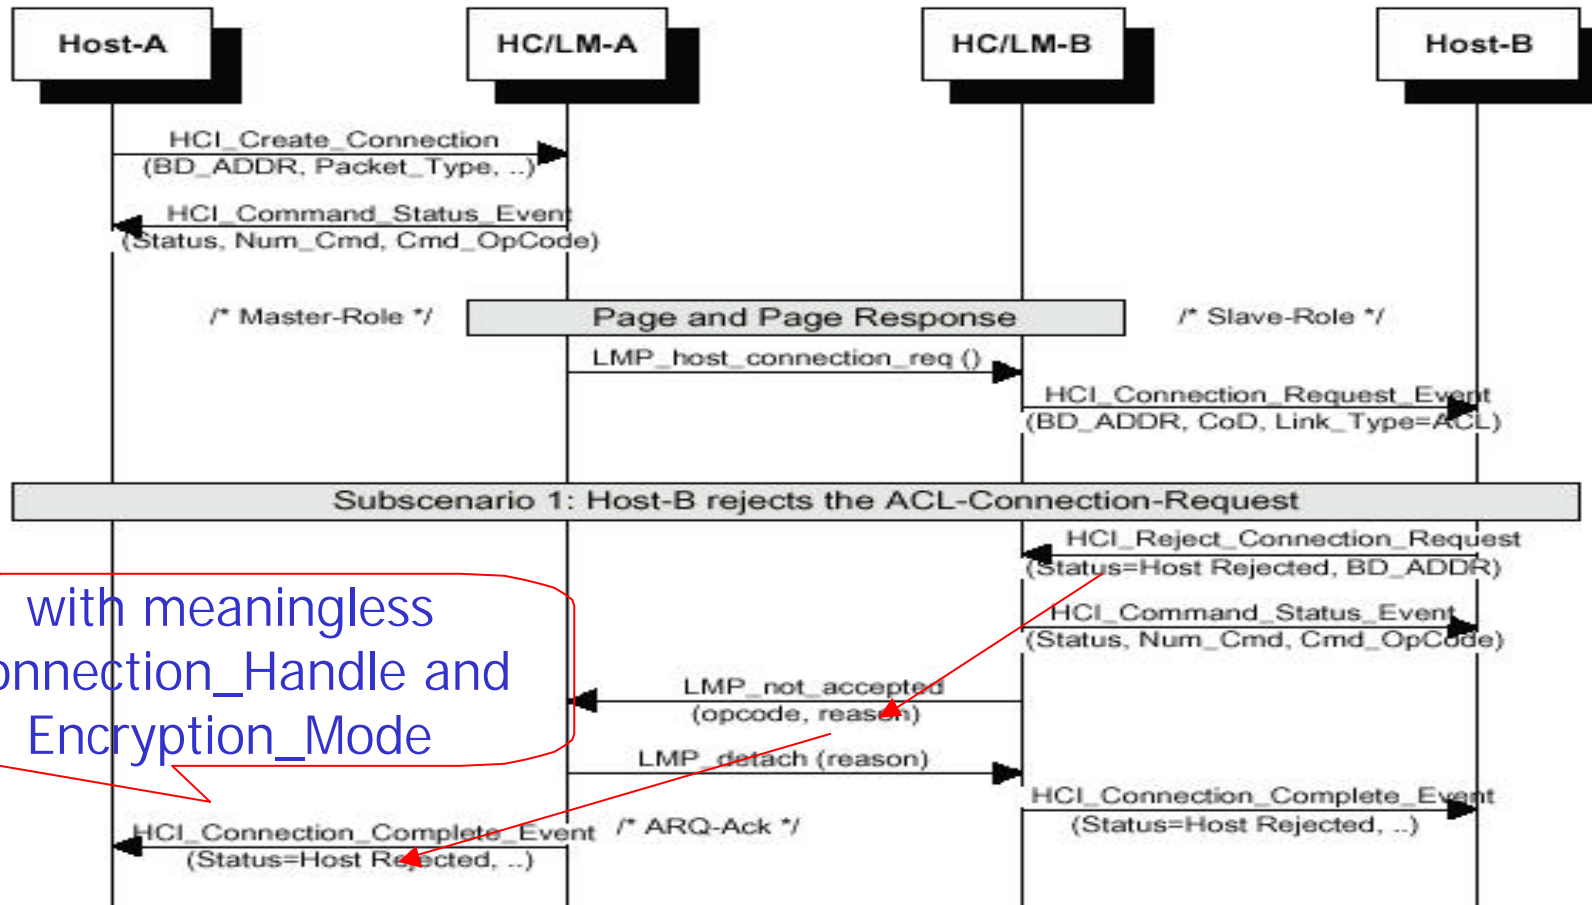 Host-A
HC/LM-A
HC/LM-B
Host-B
HCI_Create_Connection
(BD_ADDR, Packet_Type, ..)
HCI_Command_Status_Event
(Status, Num_Cmd, Cmd_OpCode)
/* Master-Role */
Page and Page Response
/* Slave-Role */
LMP_host_connection_req ()
HCI_Connection_Request_Event
(BD_ADDR, CoD, Link_Type=ACL)
Subscenario 1: Host-B rejects the ACL-Connection-Request
HCI_Reject_Connection_Request
(Status=Host Rejected, BD_ADDR)
with meaningless
onnection_Handle and
Encryption_Mode
HCI_Command_Status_Event
(Status, Num_Cmd, Cmd_OpCode)
LMP_not_accepted
(opcode, reason)
LMP_detach (reason)
HCI_Connection_Complete_Event
(Status=Host Rejected, ..)
HCI_Connection_Complete_Event
/* ARQ-Ack */
(Status=Host Rejected, ..)